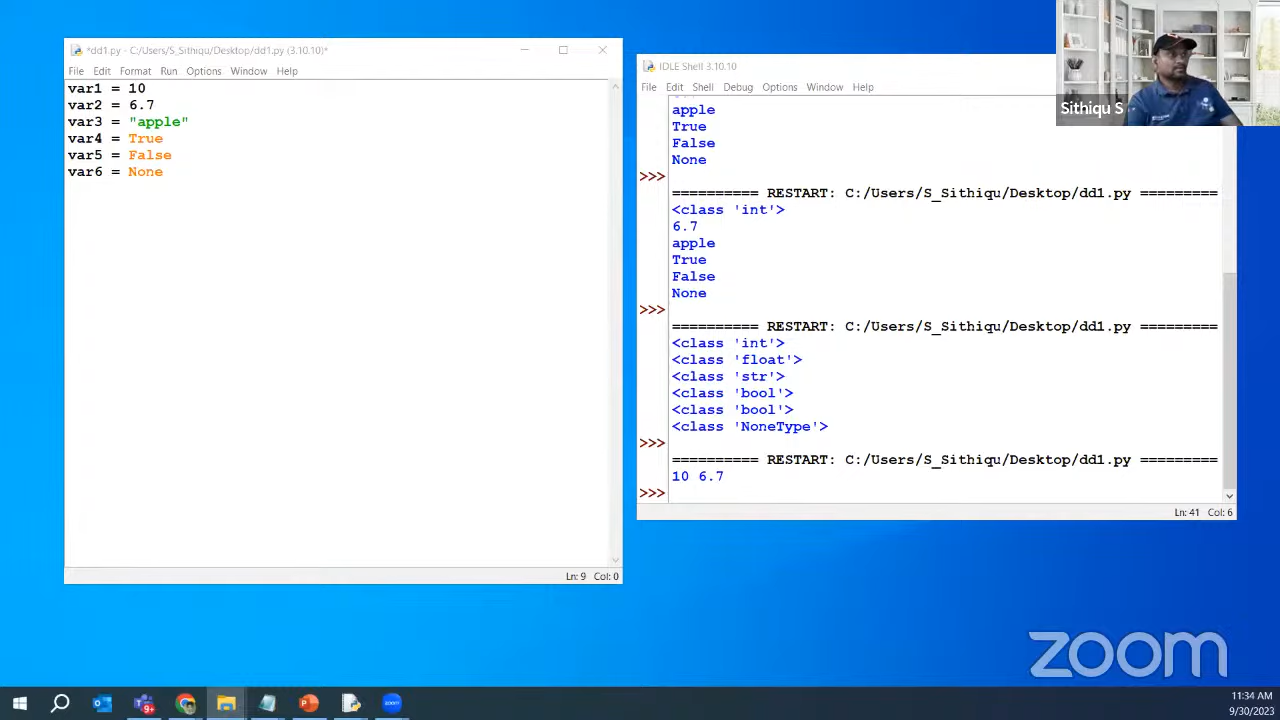 *dd1.py - C:/Users/S_Sithiqu/Desktop/dd1.py (3.10.10)*
File Edit Format Run Options Window Help
var1 = 10
var2 = 6.7
var3 = "apple"
var4 = True
var5 = False
var6 = None
Ln: 9 Col: 0
IDLE Shell 3.10.10
File Edit Shell Debug Options Window Help
apple
True
False
None
>>>
========== RESTART: C:/Users/S_Sithiqu/Desktop/dd1.py =========
<class 'int'>
6.7
apple
True
False
None
>>>
========== RESTART: C:/Users/S_Sithiqu/Desktop/dd1.py =========
<class 'int'>
<class 'float'>
<class 'str'>
<class 'bool'>
<class 'bool'>
<class 'NoneType'>
>>>
========== RESTART: C:/Users/S_Sithiqu/Desktop/dd1.py =========
10 6.7
>>>
Ln: 41 Col: 6
Sithiqu S
zoom
zoom
11:34 AM
9/30/2023